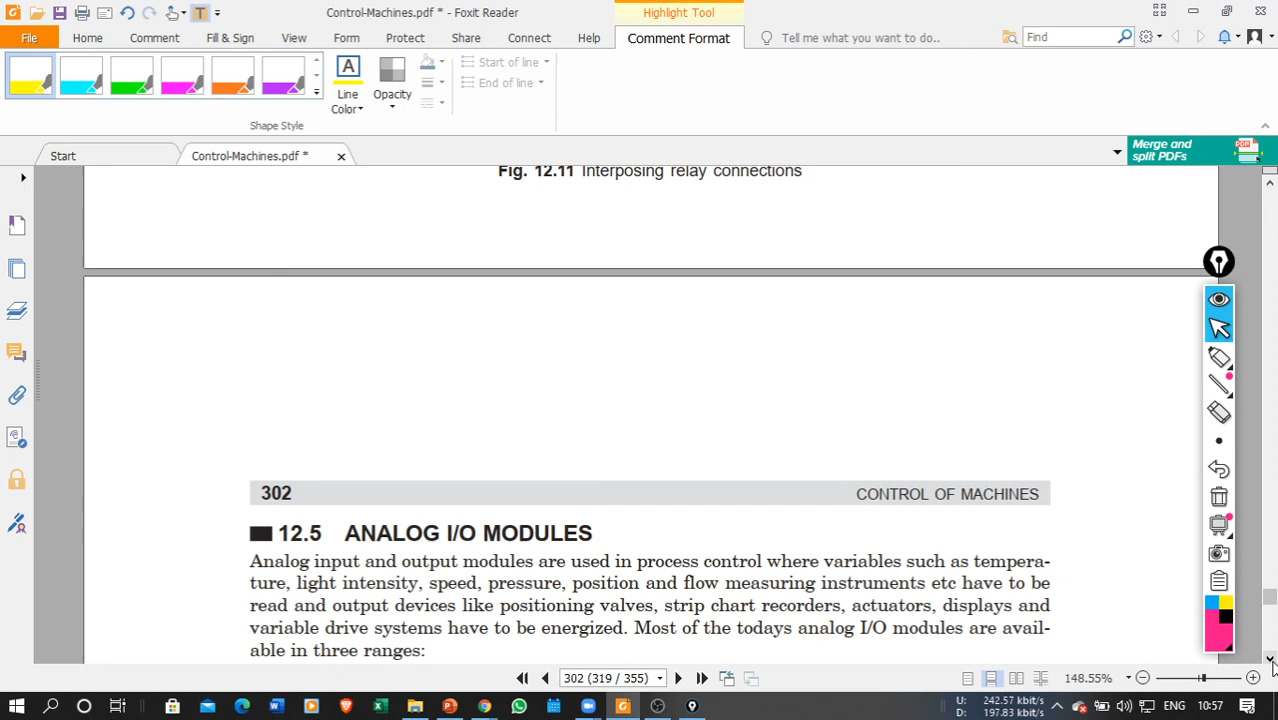 Control-Machines.pdf * - Foxit Reader
Highlight Tool
File Home Comment Fill & Sign View Form Protect Share Connect Help Comment Format Tell me what you want to do.. Find
Line Color
Opacity
Start of line
End of line
Shape Style
Start
Control-Machines.pdf *
Merge and split PDFs
Fig. 12.11 Interposing relay connections
302 CONTROL OF MACHINES
12.5 ANALOG I/O MODULES
Analog input and output modules are used in process control where variables such as tempera-
ture, light intensity, speed, pressure, position and flow measuring instruments etc have to be
read and output devices like positioning valves, strip chart recorders, actuators, displays and
variable drive systems have to be energized. Most of the todays analog I/O modules are avail-
able in three ranges:
302 (319 / 355)
148.55%
U: 242.57 kbit/s
D: 197.83 kbit/s
ENG
10:57